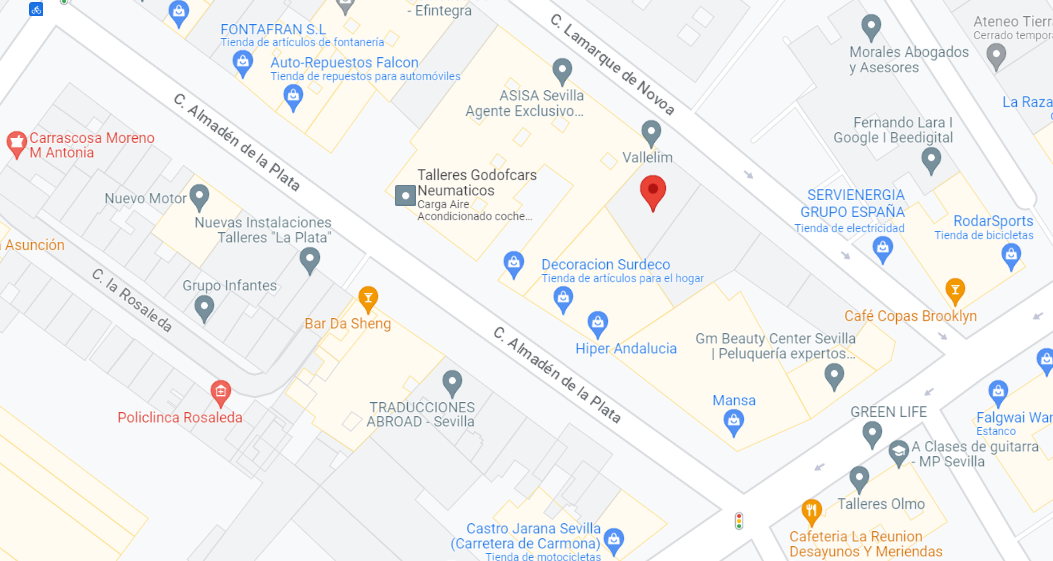 - Efintegra
FONTAFRAN S.L
Tienda de artículos de fontanería
Auto-Repuestos Falcon
Tienda de repuestos para automóviles
C. Lamarque de Novoa
Ateneo Tierra
Cerrado tempora
Morales Abogados
y Asesores
La Raza
ASISA Sevilla
Agente Exclusivo...
C. Almadén de la Plata
Fernando Lara I
Google I Beedigital
Carrascosa Moreno
M Antonia
Vallelim
Talleres Godofcars
Neumaticos
Carga Aire
Acondicionado coche...
Nuevo Motor
SERVIENERGIA
GRUPO ESPAÑA
Tienda de electricidad
Nuevas Instalaciones
Talleres "La Plata"
RodarSports
Tienda de bicicletas
a Asunción
Decoracion Surdeco
Tienda de artículos para el hogar
C. la Rosaleda
Grupo Infantes
Bar Da Sheng
Café Copas Brooklyn
C. Almadén de la Plata
Hiper Andalucia
Gm Beauty Center Sevilla
| Peluquería expertos...
Policlinca Rosaleda
TRADUCCIONES
ABROAD - Sevilla
Mansa
GREEN LIFE
Falgwai War
Estanco
A Clases de guitarra
- MP Sevilla
Talleres Olmo
Castro Jarana Sevilla
(Carretera de Carmona)
Tienda de motocicletas
Cafeteria La Reunion
Desayunos Y Meriendas